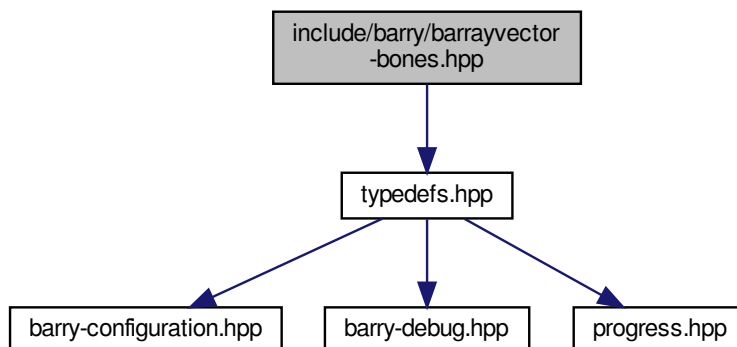 include/barry/barrayvector
-bones.hpp
typedefs.hpp
barry-configuration.hpp
barry-debug.hpp
progress.hpp